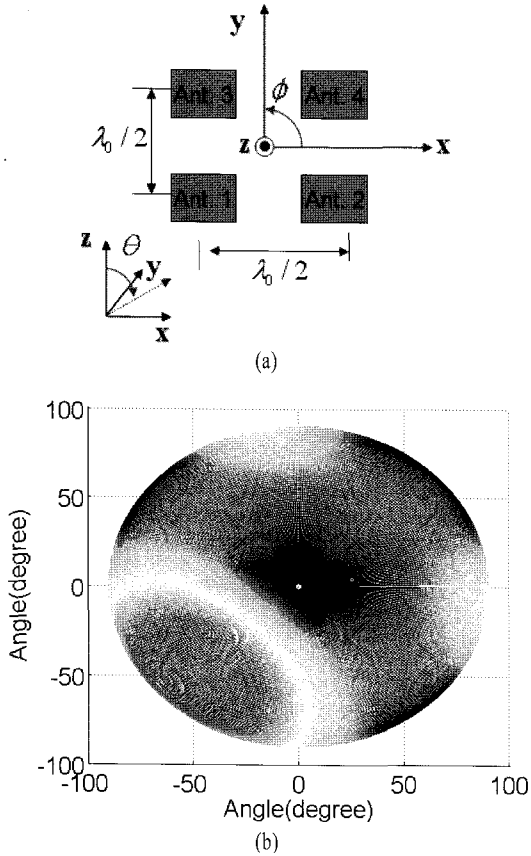 y
Ant. 3 Ant. 4
ϕ
λ₀ / 2
z x
Ant. 1 Ant. 2
z θ
y
λ₀ / 2
x
(a)
100
50
0
-50
-100
Angle(degree)
-100 -50 0 50 100
Angle(degree)
(b)